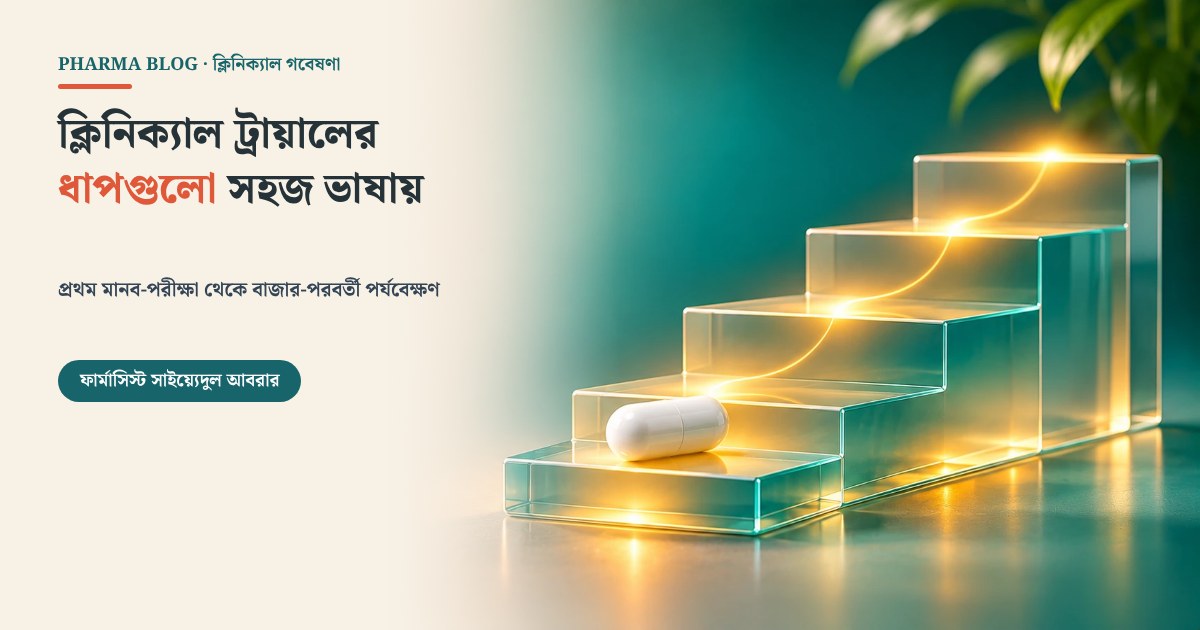 PHARMA BLOG · ক্লিনিক্যাল গবেষণা
ক্লিনিক্যাল ট্রায়ালের
ধাপগুলো সহজ ভাষায়
প্রথম মানব-পরীক্ষা থেকে বাজার-পরবর্তী পর্যবেক্ষণ
ফার্মাসিস্ট সাইয়্যেদুল আবরার